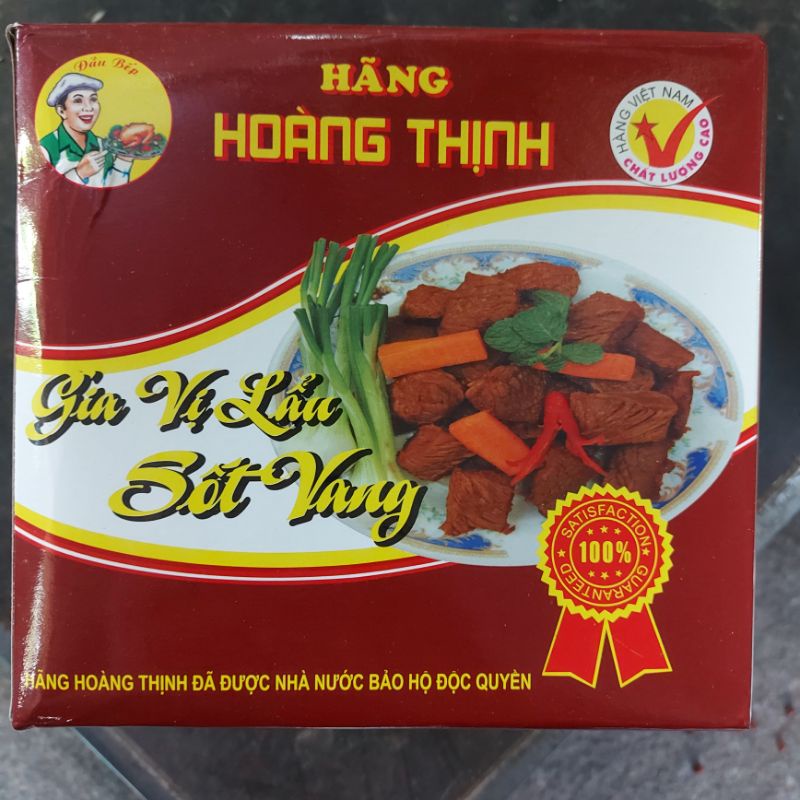 Đầu Bếp
HÃNG
HOÀNG THỊNH
HÀNG VIỆT NAM
CHẤT LƯỢNG CAO
Gia Vị Lẩu
Sốt Vang
SATISFACTION
100%
GUARANTEED
HÃNG HOÀNG THỊNH ĐÃ ĐƯỢC NHÀ NƯỚC BẢO HỘ ĐỘC QUYỀN